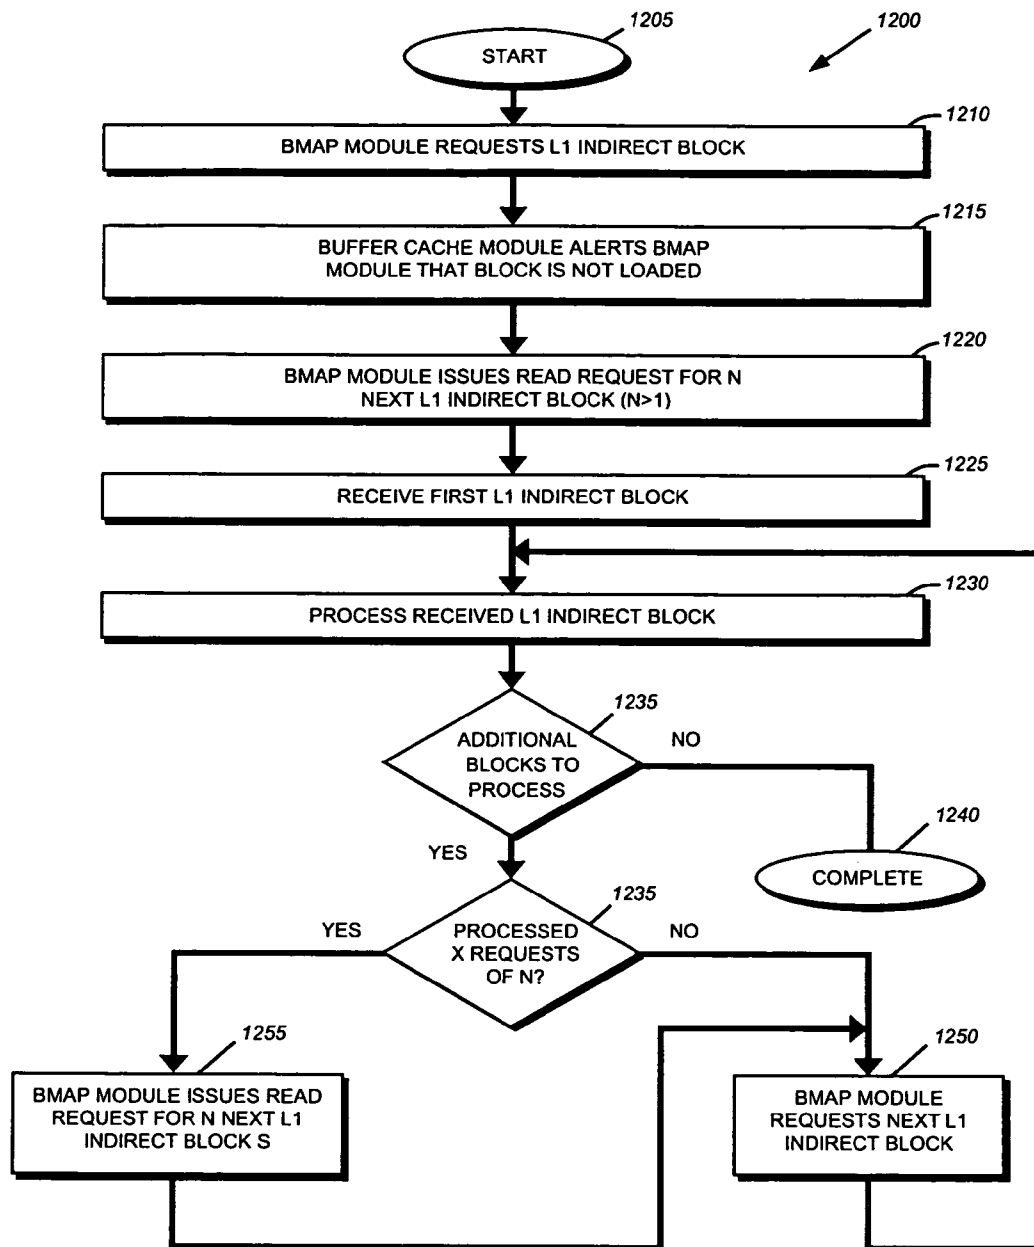 1205
1200
START
1210
BMAP MODULE REQUESTS L1 INDIRECT BLOCK
1215
BUFFER CACHE MODULE ALERTS BMAP
MODULE THAT BLOCK IS NOT LOADED
1220
BMAP MODULE ISSUES READ REQUEST FOR N
NEXT L1 INDIRECT BLOCK (N>1)
1225
RECEIVE FIRST L1 INDIRECT BLOCK
1230
PROCESS RECEIVED L1 INDIRECT BLOCK
1235
ADDITIONAL
BLOCKS TO
PROCESS
NO
1240
COMPLETE
YES
1235
PROCESSED
X REQUESTS
OF N?
YES
NO
1255
BMAP MODULE ISSUES READ
REQUEST FOR N NEXT L1
INDIRECT BLOCK S
1250
BMAP MODULE
REQUESTS NEXT L1
INDIRECT BLOCK